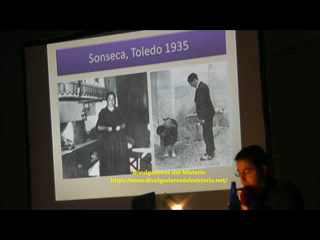 Sonseca, Toledo 1935
Divulgadores del Misterio
http://www.divulgadoresdelmisterio.net/